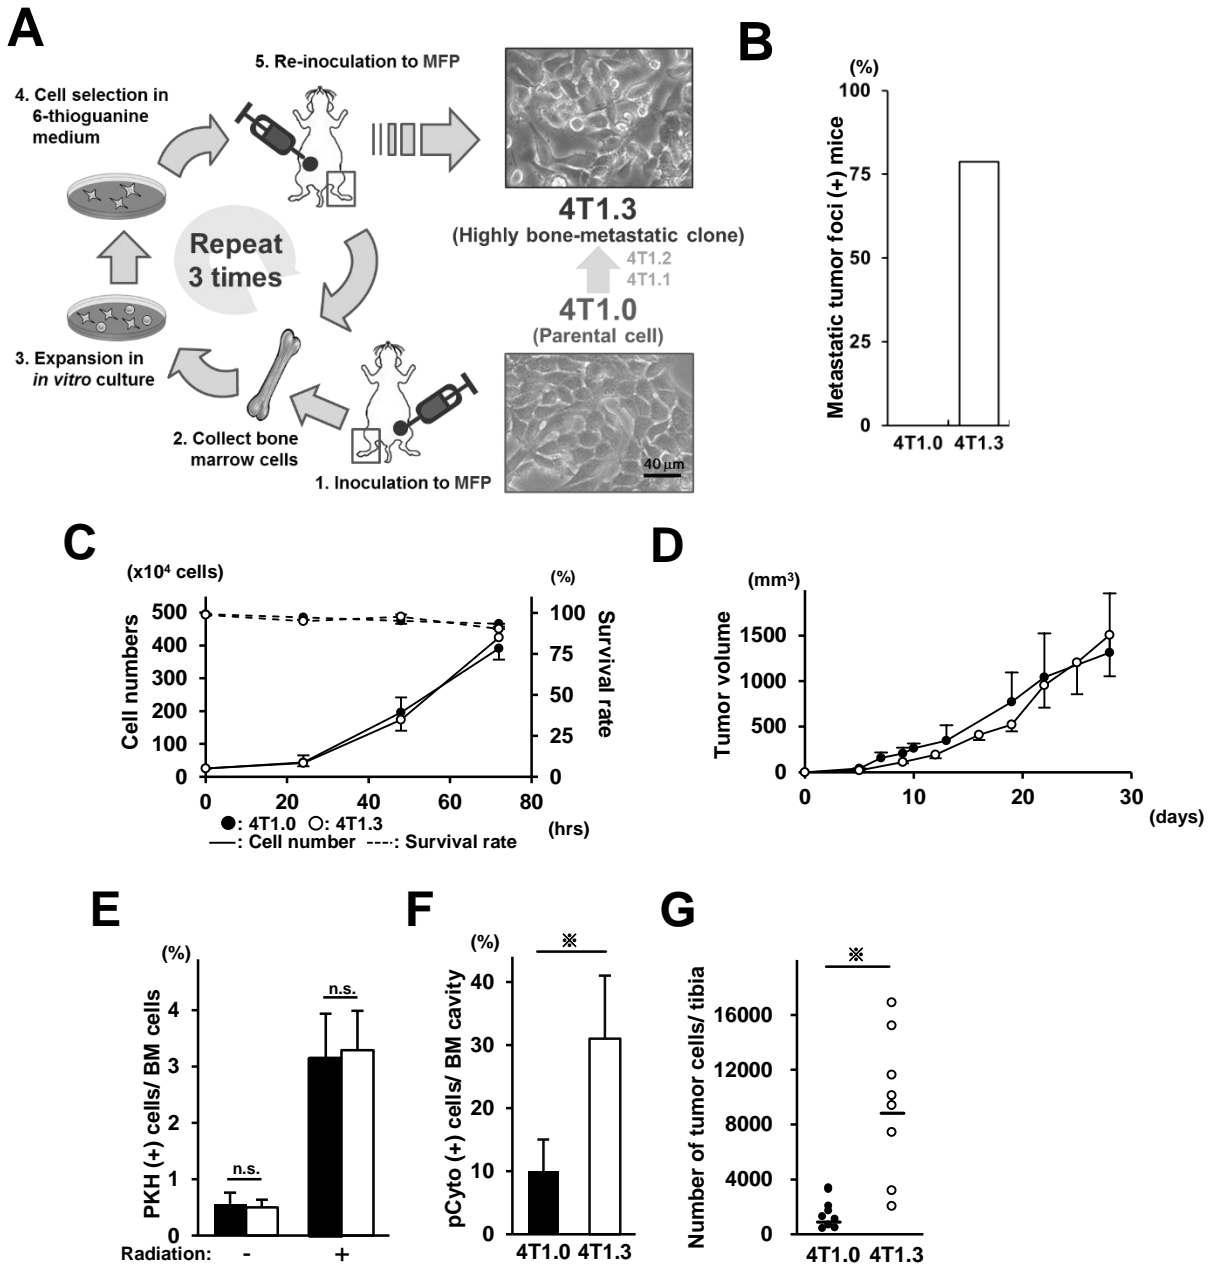 A
5. Re-inoculation to MFP
4. Cell selection in
6-thioguanine
medium
Repeat
3 times
3. Expansion in
in vitro culture
2. Collect bone
marrow cells
1. Inoculation to MFP
4T1.3
(Highly bone-metastatic clone)
4T1.2
4T1.1
4T1.0
(Parental cell)
40 μm
B
(%)
Metastatic tumor foci (+) mice
100
75
50
25
0
4T1.0 4T1.3
C
(x10⁴ cells)
(%)
Cell numbers
500
400
300
200
100
0
100
75
50
25
0
Survival rate
0 20 40 60 80
(hrs)
●: 4T1.0 ○: 4T1.3
—: Cell number ----: Survival rate
D
(mm³)
Tumor volume
1500
1000
500
0
0 10 20 30
(days)
E
(%)
PKH (+) cells/ BM cells
4
3
2
1
0
n.s.
n.s.
Radiation: - +
F
(%)
pCyto (+) cells/ BM cavity
40
30
20
10
0
※
4T1.0 4T1.3
G
Number of tumor cells/ tibia
16000
12000
8000
4000
0
※
4T1.0 4T1.3